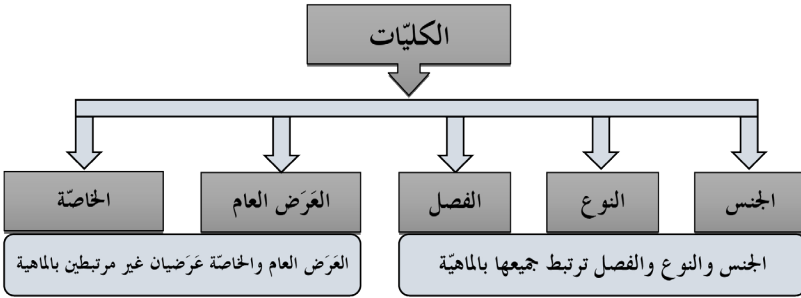 الكليّات
الجنس
النوع
الفصل
العَرَض العام
الخاصّة
الجنس والنوع والفصل ترتبط جميعها بالماهيّة
العَرَض العام والخاصّة عَرَضيان غير مرتبطين بالماهية